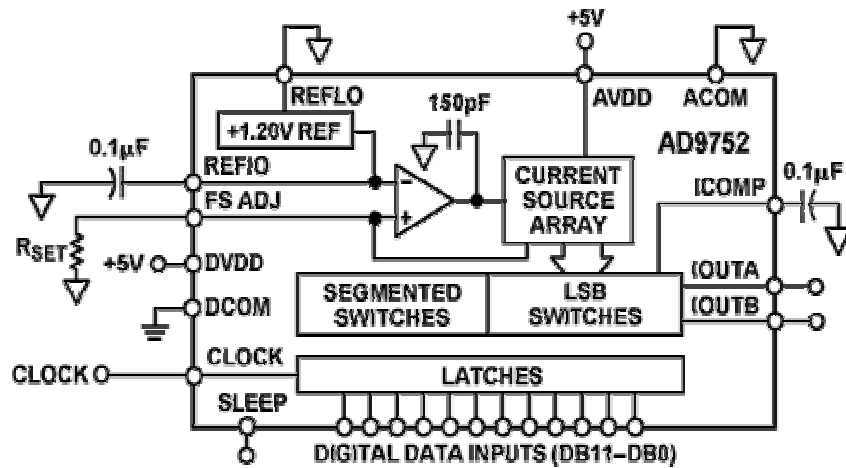 +5V
REFLO
150pF
AVDD
ACOM
+1.20V REF
AD9752
0.1µF
REFIO
ICOMP
0.1µF
FS ADJ
CURRENT
SOURCE
ARRAY
RSET
+5V
DVDD
IOUTA
SEGMENTED
SWITCHES
LSB
SWITCHES
IOUTB
DCOM
CLOCK
CLOCK
LATCHES
SLEEP
DIGITAL DATA INPUTS (DB11–DB0)
−
+